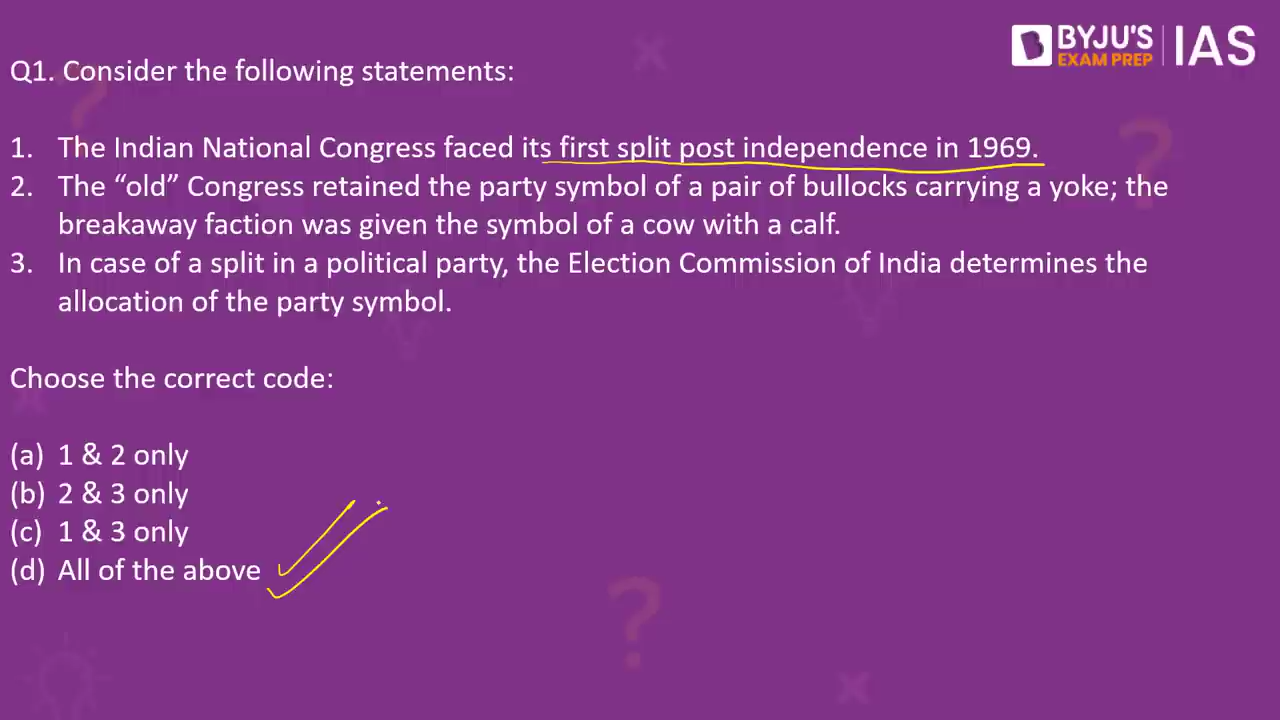 BYJU'S
EXAM PREP
IAS
Q1. Consider the following statements:
1. The Indian National Congress faced its first split post independence in 1969.
2. The “old” Congress retained the party symbol of a pair of bullocks carrying a yoke; the
breakaway faction was given the symbol of a cow with a calf.
3. In case of a split in a political party, the Election Commission of India determines the
allocation of the party symbol.
Choose the correct code:
(a) 1 & 2 only
(b) 2 & 3 only
(c) 1 & 3 only
(d) All of the above